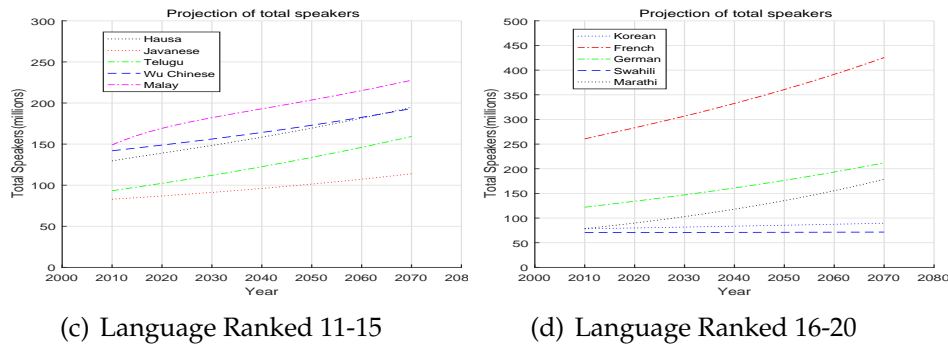 Projection of total speakers
300
250
200
150
100
50
0
Total Speakers(millions)
Hausa
Javanese
Telugu
Wu Chinese
Malay
2000 2010 2020 2030 2040 2050 2060 2070 208
Year
(c) Language Ranked 11-15
Projection of total speakers
500
450
400
350
300
250
200
150
100
50
0
Total Speakers (millions)
Korean
French
German
Swahili
Marathi
2000 2010 2020 2030 2040 2050 2060 2070 2080
Year
(d) Language Ranked 16-20